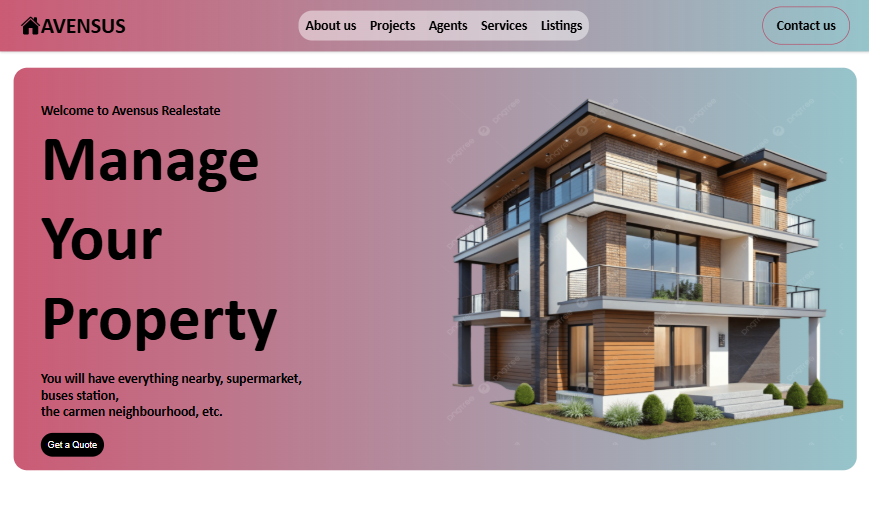 AVENSUS
About us Projects Agents Services Listings
Contact us
Welcome to Avensus Realestate
Manage
Your
Property
You will have everything nearby, supermarket,
buses station,
the carmen neighbourhood, etc.
Get a Quote